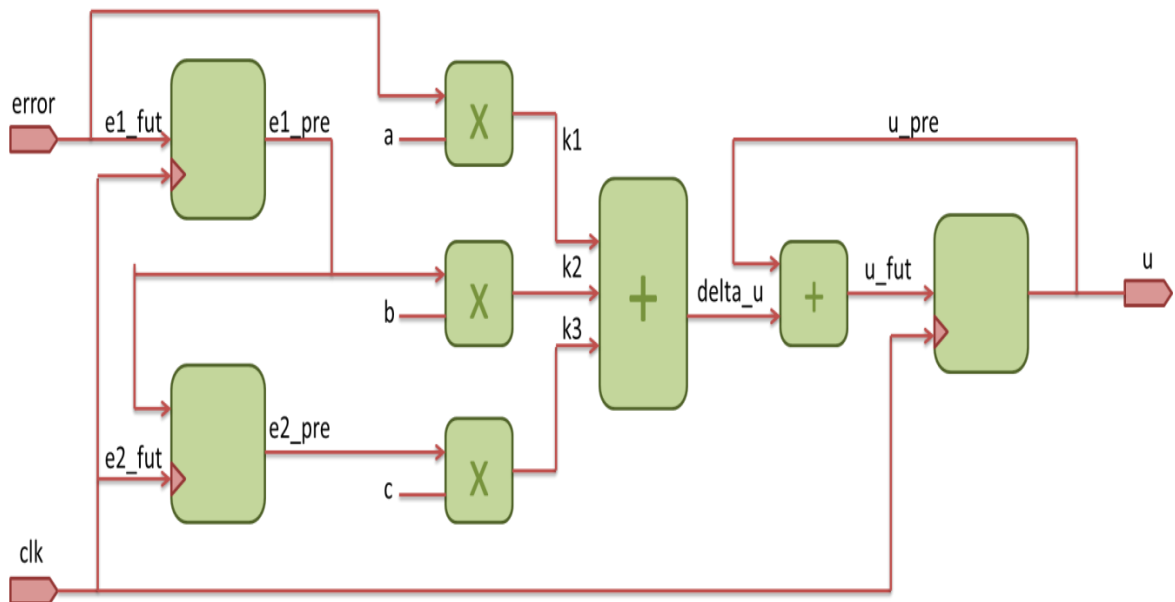 error
e1_fut
e1_pre
X
a
k1
u_pre
k2
X
b
k3
+
delta_u
+
u_fut
u
e2_fut
e2_pre
X
c
clk